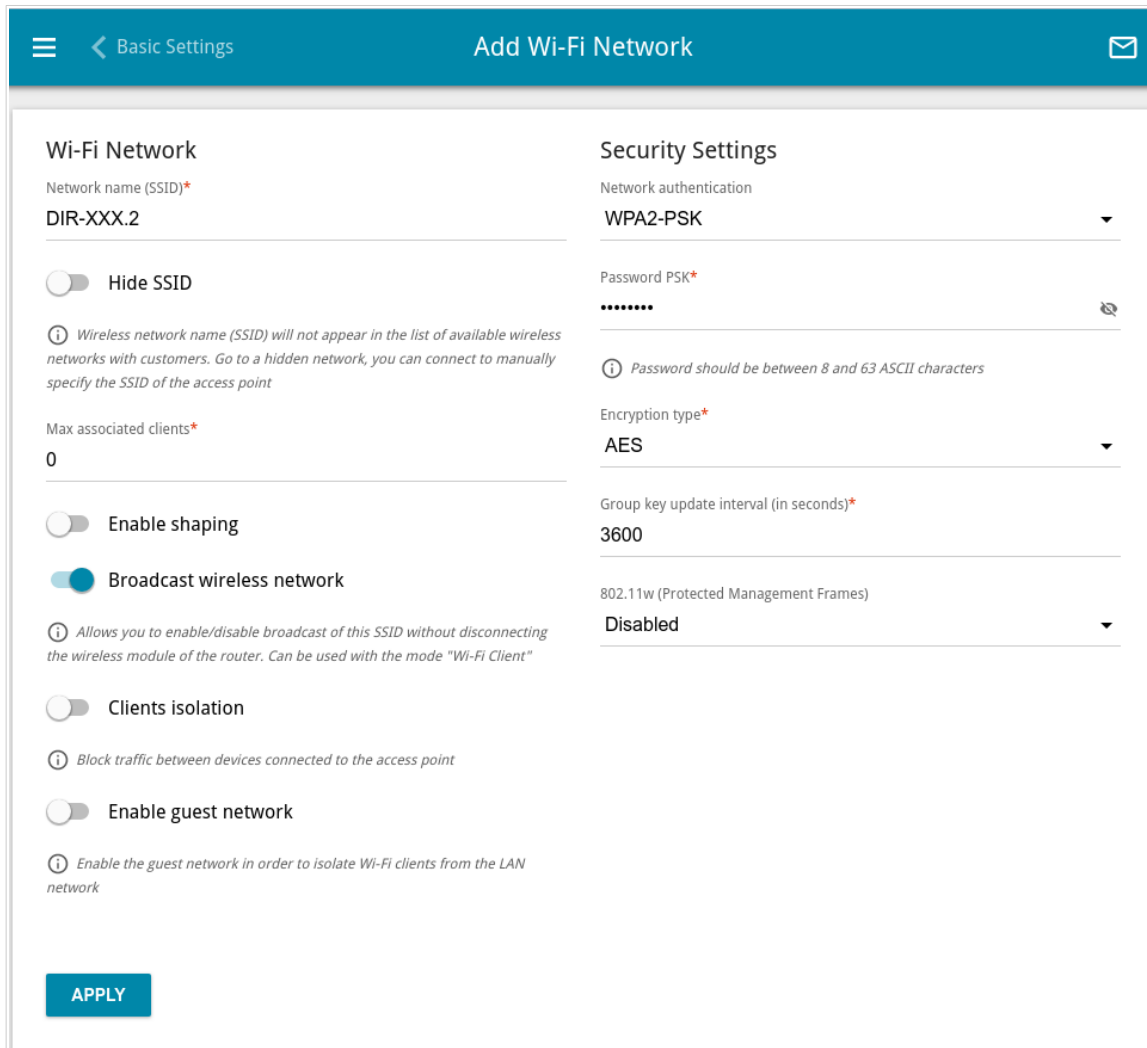 Basic Settings
Add Wi-Fi Network
Wi-Fi Network
Network name (SSID)*
DIR-XXX.2
Hide SSID
Wireless network name (SSID) will not appear in the list of available wireless
networks with customers. Go to a hidden network, you can connect to manually
specify the SSID of the access point
Max associated clients*
0
Enable shaping
Broadcast wireless network
Allows you to enable/disable broadcast of this SSID without disconnecting
the wireless module of the router. Can be used with the mode "Wi-Fi Client"
Clients isolation
Block traffic between devices connected to the access point
Enable guest network
Enable the guest network in order to isolate Wi-Fi clients from the LAN
network
APPLY
Security Settings
Network authentication
WPA2-PSK
Password PSK*
••••••••
Password should be between 8 and 63 ASCII characters
Encryption type*
AES
Group key update interval (in seconds)*
3600
802.11w (Protected Management Frames)
Disabled